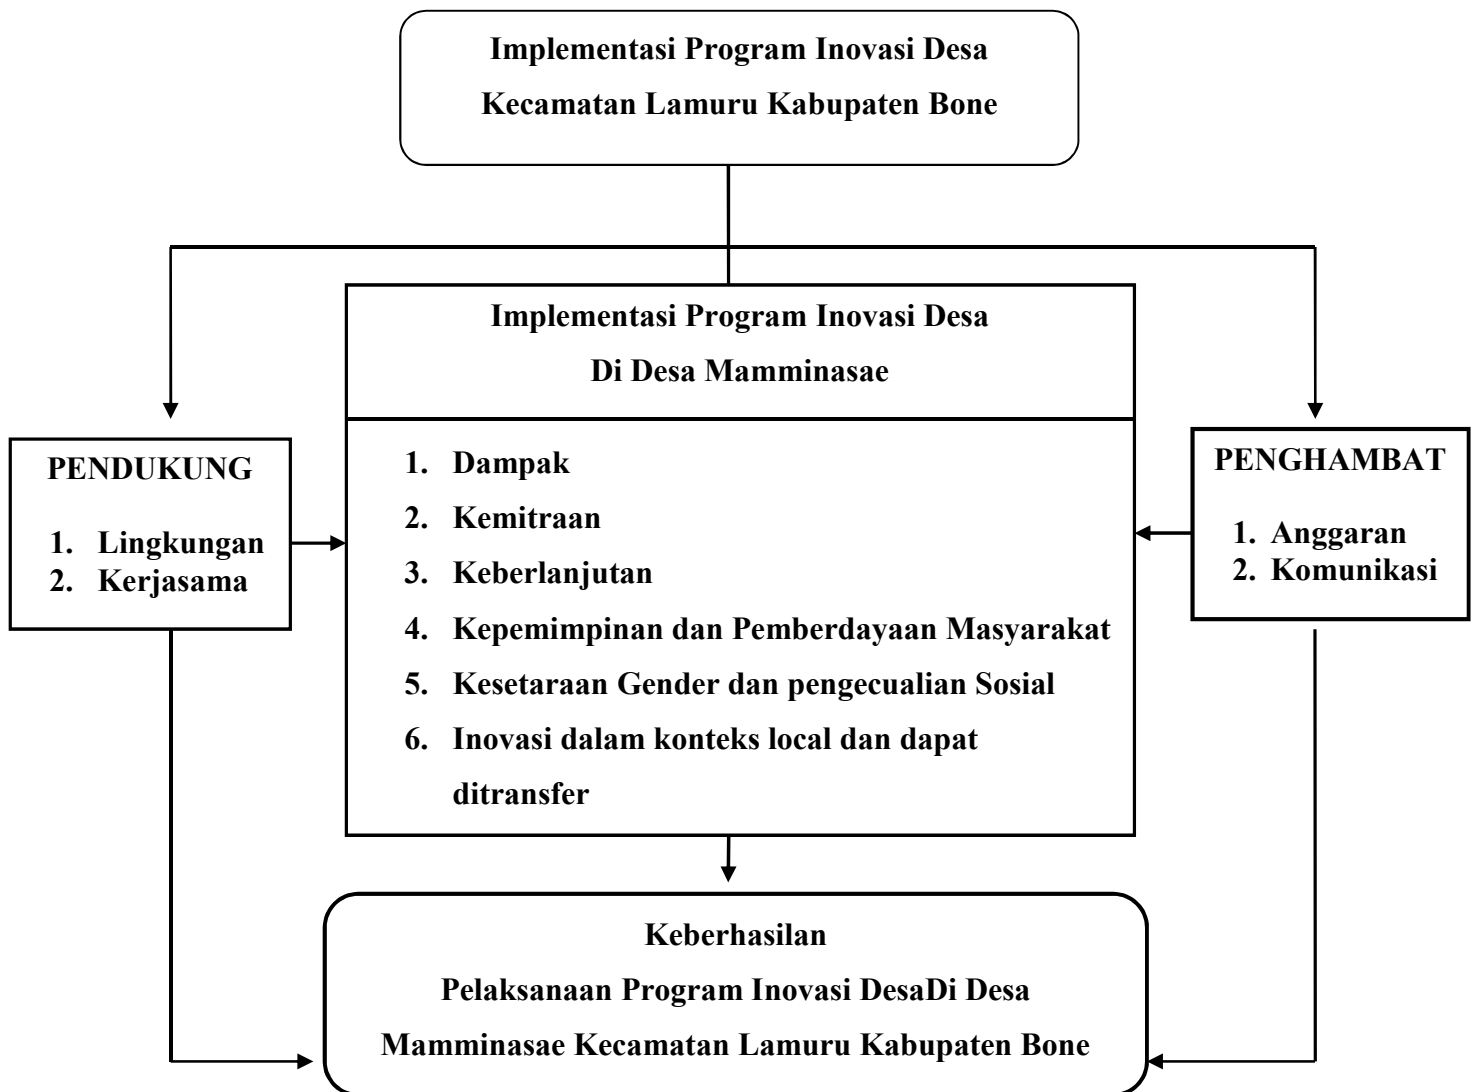 Implementasi Program Inovasi Desa
Kecamatan Lamuru Kabupaten Bone
Implementasi Program Inovasi Desa
Di Desa Mamminasae
PENDUKUNG
1. Lingkungan
2. Kerjasama
1. Dampak
2. Kemitraan
3. Keberlanjutan
4. Kepemimpinan dan Pemberdayaan Masyarakat
5. Kesetaraan Gender dan pengecualian Sosial
6. Inovasi dalam konteks local dan dapat
ditransfer
PENGHAMBAT
1. Anggaran
2. Komunikasi
Keberhasilan
Pelaksanaan Program Inovasi DesaDi Desa
Mamminasae Kecamatan Lamuru Kabupaten Bone